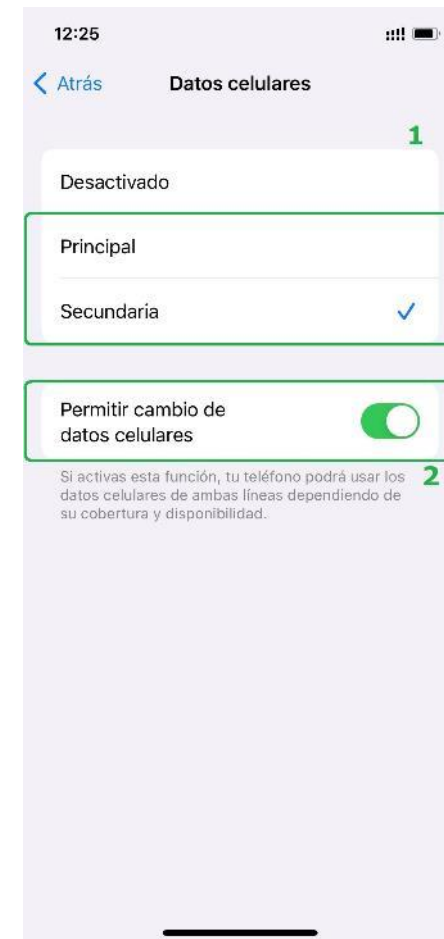 12:25
Atrás Datos celulares
1
Desactivado
Principal
Secundaria
Permitir cambio de
datos celulares
2
Si activas esta función, tu teléfono podrá usar los
datos celulares de ambas líneas dependiendo de
su cobertura y disponibilidad.